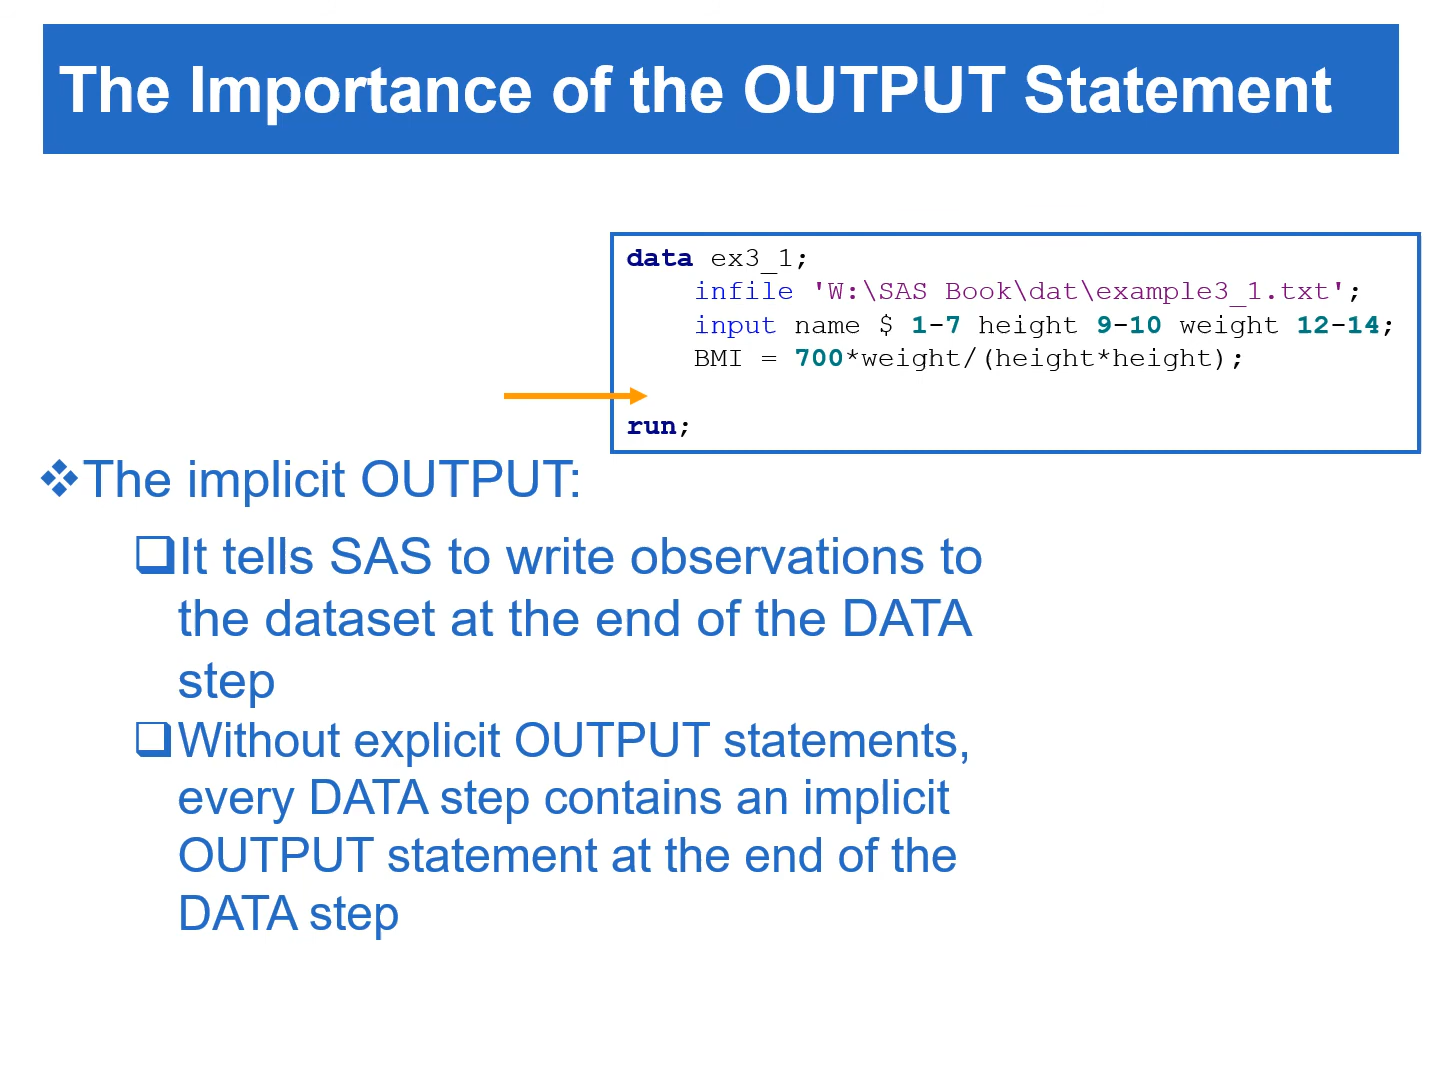 The Importance of the OUTPUT Statement
data ex3_1;
infile 'W:\SAS Book\dat\example3_1.txt';
input name $ 1-7 height 9-10 weight 12-14;
BMI = 700*weight/(height*height);
run;
The implicit OUTPUT:
It tells SAS to write observations to
the dataset at the end of the DATA
step
Without explicit OUTPUT statements,
every DATA step contains an implicit
OUTPUT statement at the end of the
DATA step